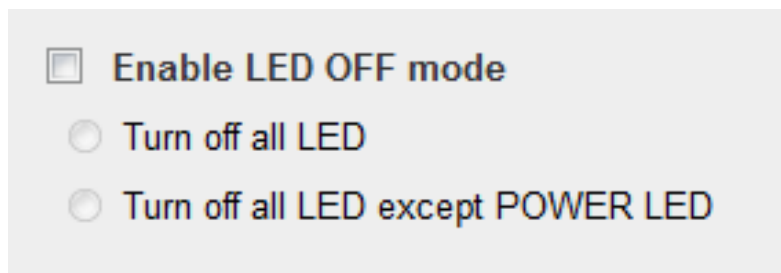 Enable LED OFF mode
Turn off all LED
Turn off all LED except POWER LED